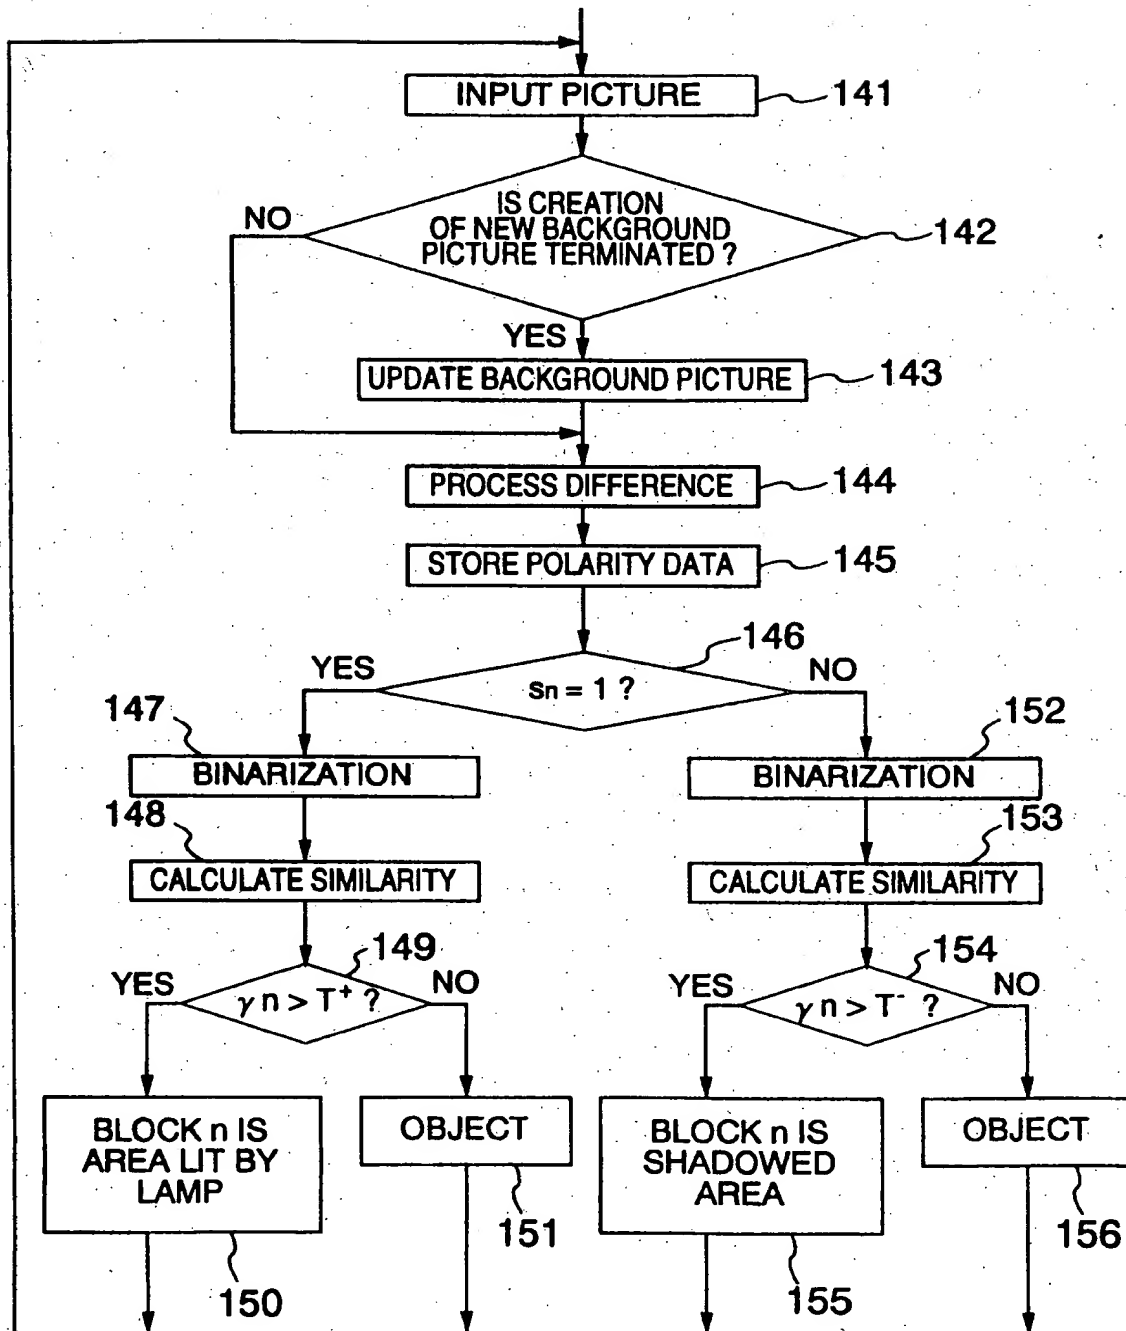 INPUT PICTURE
141
IS CREATION
OF NEW BACKGROUND
PICTURE TERMINATED ?
142
NO
YES
UPDATE BACKGROUND PICTURE
143
PROCESS DIFFERENCE
144
STORE POLARITY DATA
145
146
YES
sn = 1 ?
NO
147
BINARIZATION
152
BINARIZATION
148
CALCULATE SIMILARITY
153
CALCULATE SIMILARITY
149
YES
γ n > T⁺ ?
NO
154
YES
γ n > T⁻ ?
NO
BLOCK n IS
AREA LIT BY
LAMP
150
OBJECT
151
BLOCK n IS
SHADOWED
AREA
155
OBJECT
156